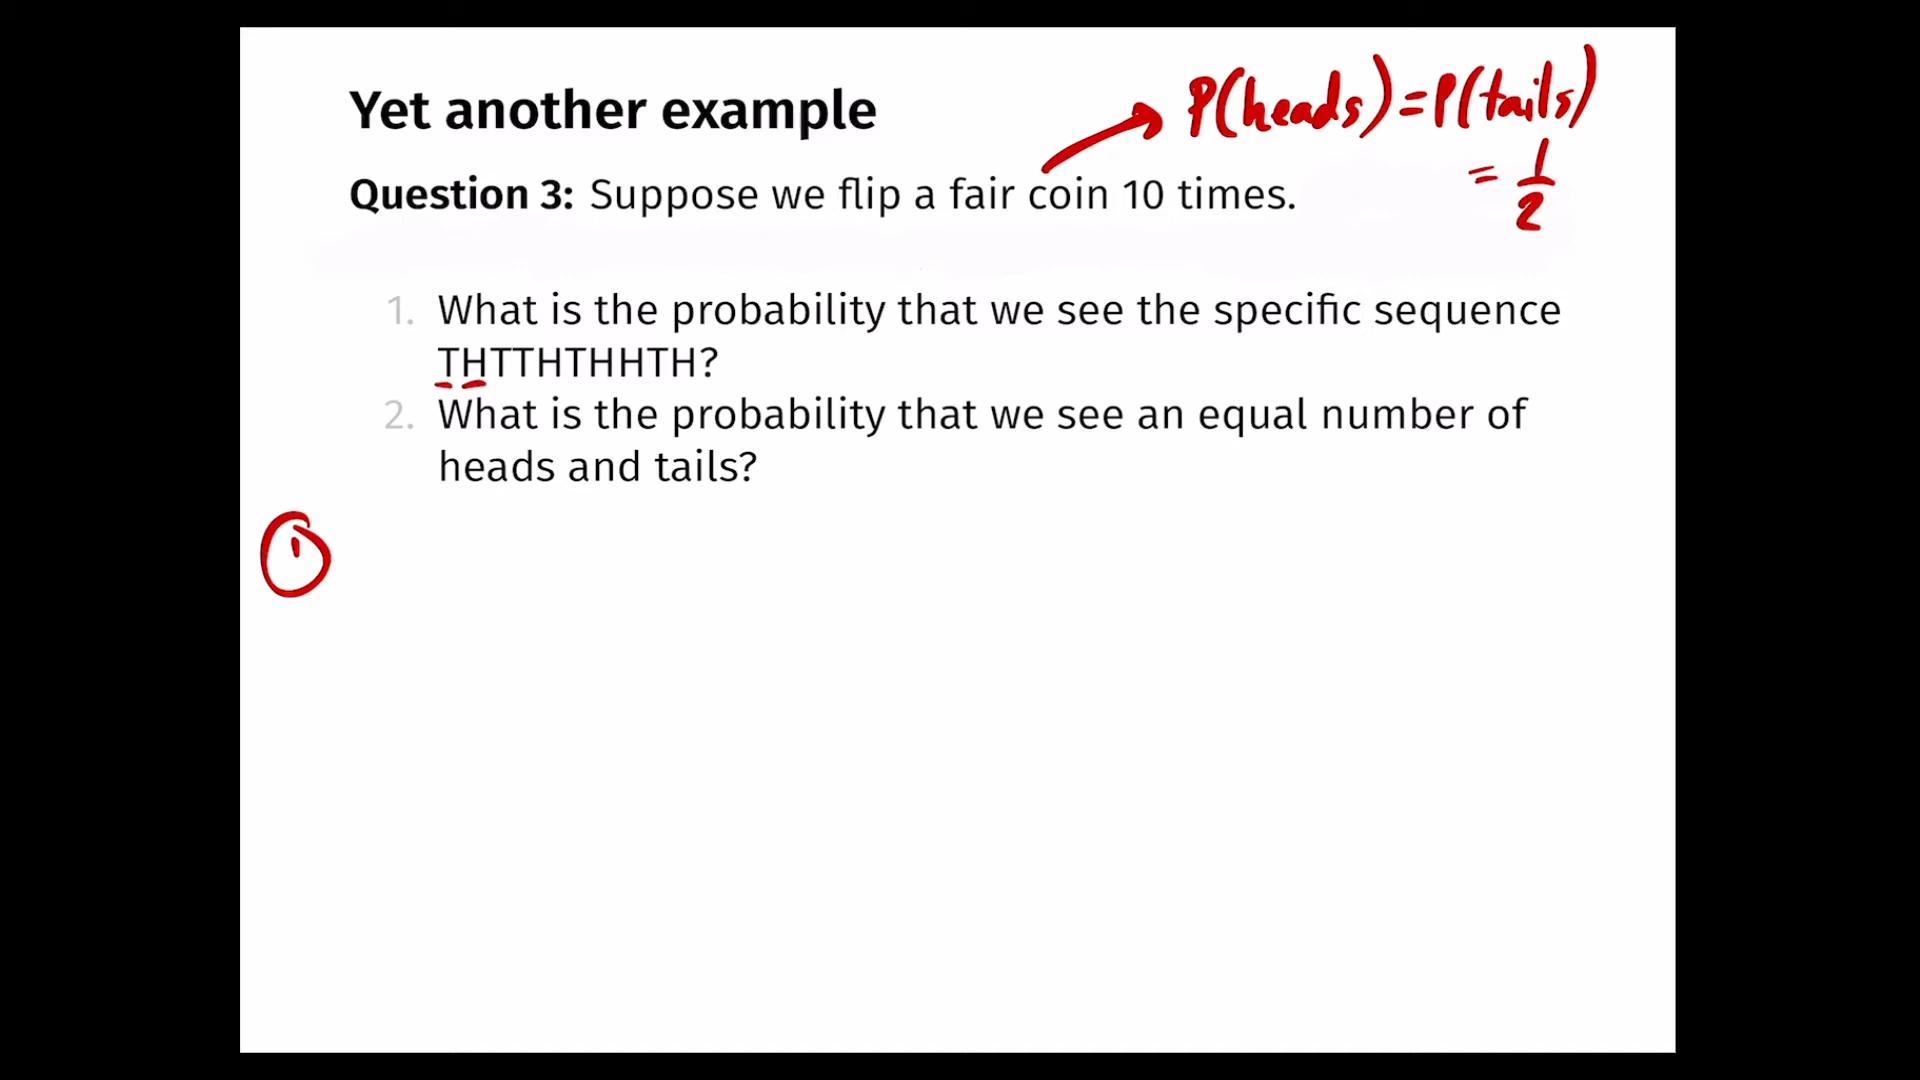 Yet another example
P(heads) = P(tails)
= 1/2
Question 3: Suppose we flip a fair coin 10 times.
1. What is the probability that we see the specific sequence
THTTHTHHTH?
2. What is the probability that we see an equal number of
heads and tails?
1